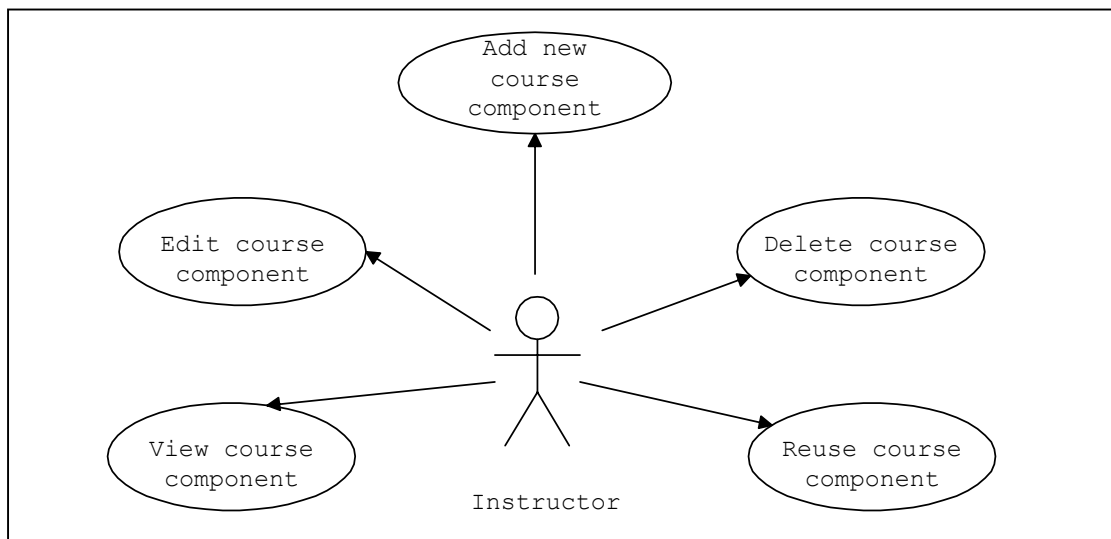 Add new
course
component
Edit course
component
Delete course
component
View course
component
Reuse course
component
Instructor